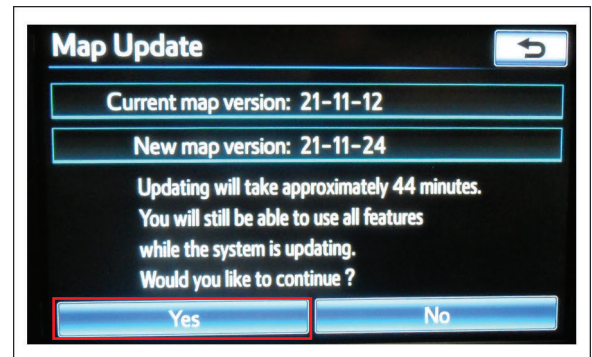 Map Update
Current map version: 21-11-12
New map version: 21-11-24
Updating will take approximately 44 minutes.
You will still be able to use all features
while the system is updating.
Would you like to continue ?
Yes
No